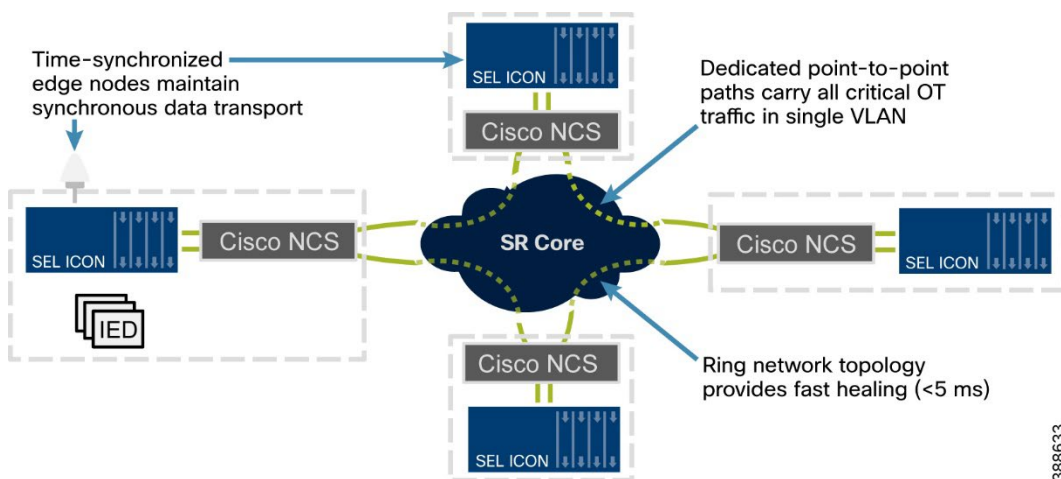 Time-synchronized
edge nodes maintain
synchronous data transport
SEL ICON
Cisco NCS
Dedicated point-to-point
paths carry all critical OT
traffic in single VLAN
SEL ICON
Cisco NCS
IED
SR Core
Cisco NCS
SEL ICON
Cisco NCS
SEL ICON
Ring network topology
provides fast healing (<5 ms)
388633